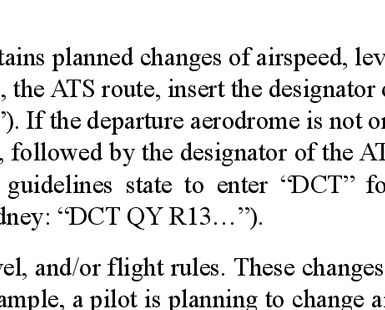 tains planned changes of airspeed, lev
, the ATS route, insert the designator
”). If the departure aerodrome is not or
, followed by the designator of the AT
guidelines state to enter “DCT” fo
dney: “DCT QY R13…”).
vel, and/or flight rules. These changes
ample, a pilot is planning to change ai